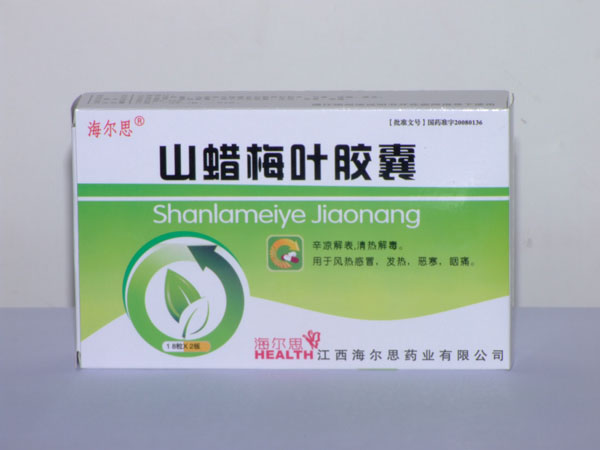 海尔思®
【批准文号】国药准字20080136
山蜡梅叶胶囊
Shanlameiye Jiaonang
辛凉解表,清热解毒。
用于风热感冒、发热、恶寒、咽痛。
18粒X2板
海尔思
HEALTH 江西海尔思药业有限公司